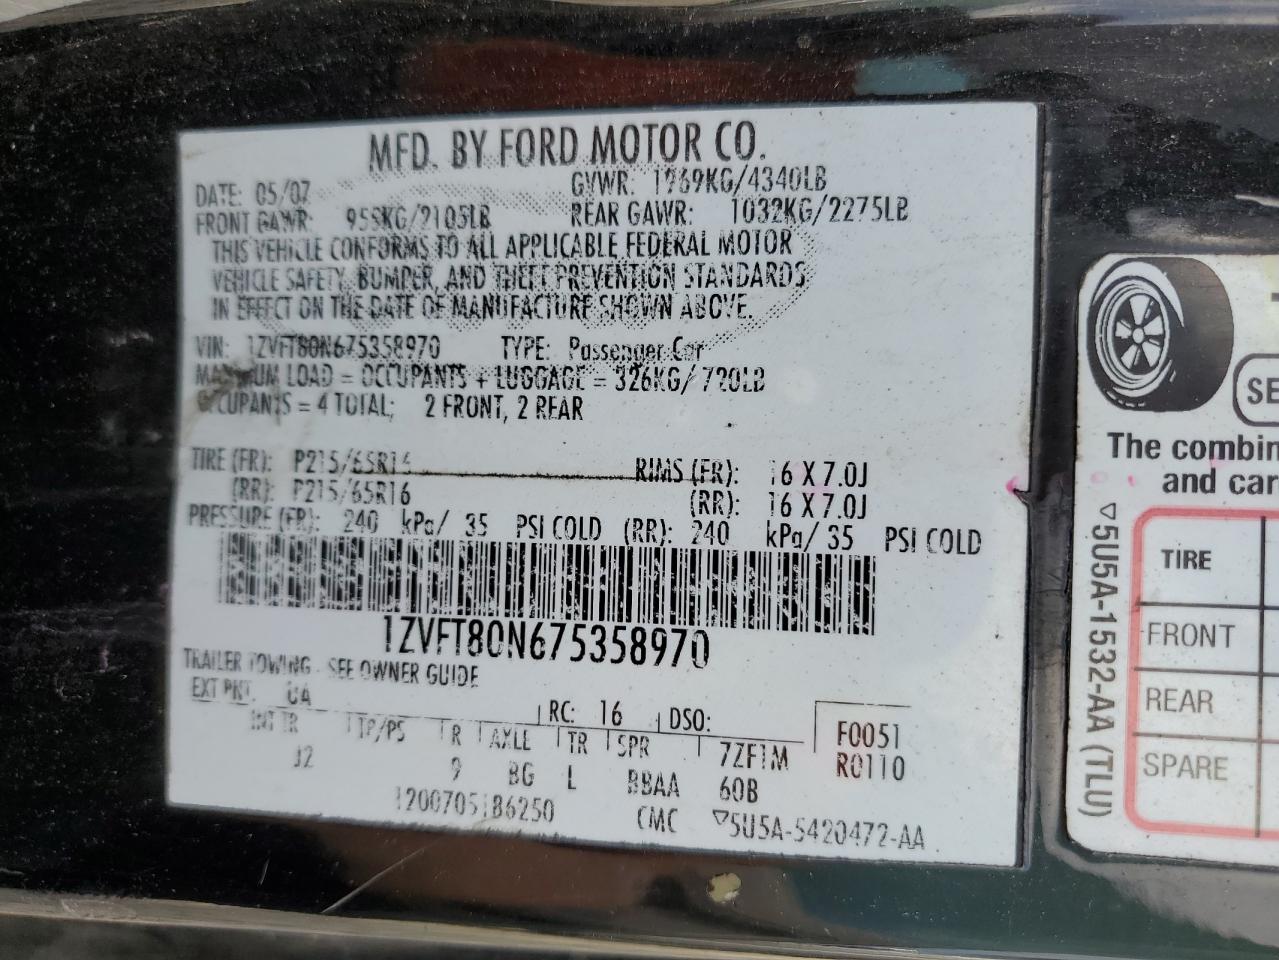 MFD. BY FORD MOTOR CO.
DATE: 05/07 GVWR: 1969KG/4340LB
FRONT GAWR: 955KG/2105LB REAR GAWR: 1032KG/2275LB
THIS VEHICLE CONFORMS TO ALL APPLICABLE FEDERAL MOTOR
VEHICLE SAFETY, BUMPER, AND THEFT PREVENTION STANDARDS
IN EFFECT ON THE DATE OF MANUFACTURE SHOWN ABOVE.
VIN: 1ZVFT80N675358970 TYPE: Passenger Car
MAXIMUM LOAD = OCCUPANTS + LUGGAGE = 326KG/720LB
OCCUPANTS = 4 TOTAL; 2 FRONT, 2 REAR
TIRE (FR): P215/65R16 RIMS (FR): 16 X 7.0J
(RR): P215/65R16 (RR): 16 X 7.0J
PRESSURE (FR): 240 kPa/ 35 PSI COLD (RR): 240 kPa/ 35 PSI COLD
1ZVFT80N675358970
TRAILER TOWING - SEE OWNER GUIDE
EXT PNT: UA RC: 16 DSO: F0051
INT TR TP/PS R AXLE TR SPR 7ZF1M R0110
J2 9 BG L BBAA 60B
1200705186250 CMC ▽5U5A-5420472-AA
SE
The combin
and car
▽5U5A-1532-AA (TLU)
TIRE
FRONT
REAR
SPARE